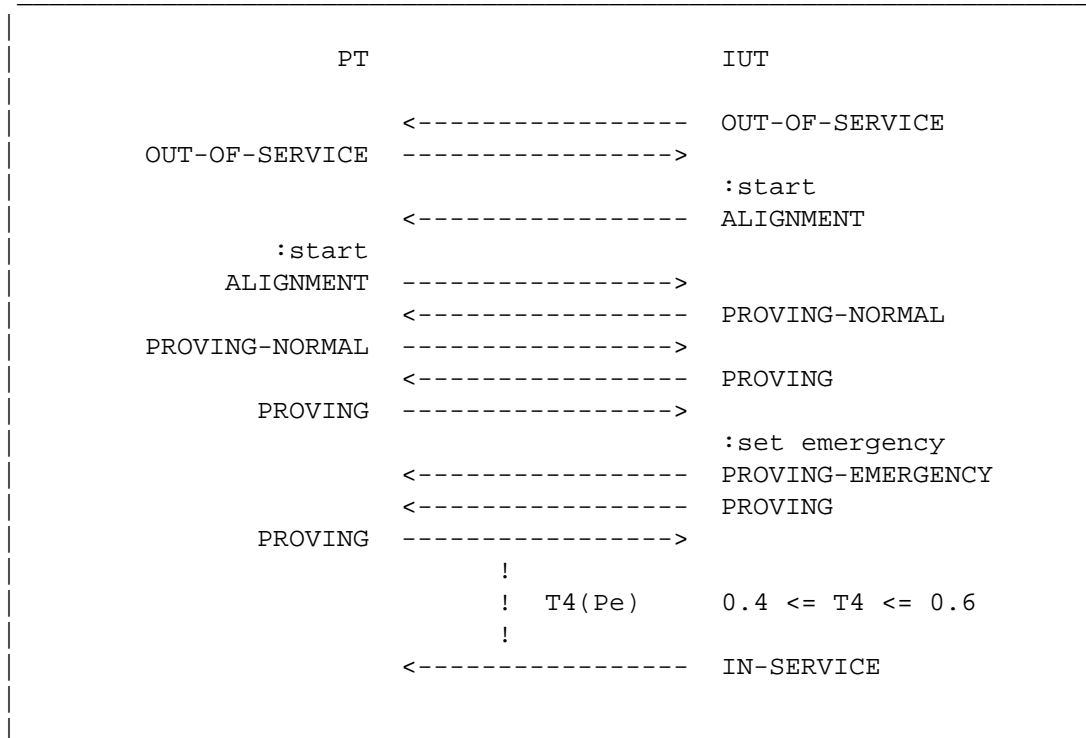 PT IUT
<----------------- OUT-OF-SERVICE
OUT-OF-SERVICE ----------------->
:start
<----------------- ALIGNMENT
:start
ALIGNMENT ----------------->
<----------------- PROVING-NORMAL
PROVING-NORMAL ----------------->
<----------------- PROVING
PROVING ----------------->
:set emergency
<----------------- PROVING-EMERGENCY
<----------------- PROVING
PROVING ----------------->
!
! T4(Pe) 0.4 <= T4 <= 0.6
!
<----------------- IN-SERVICE